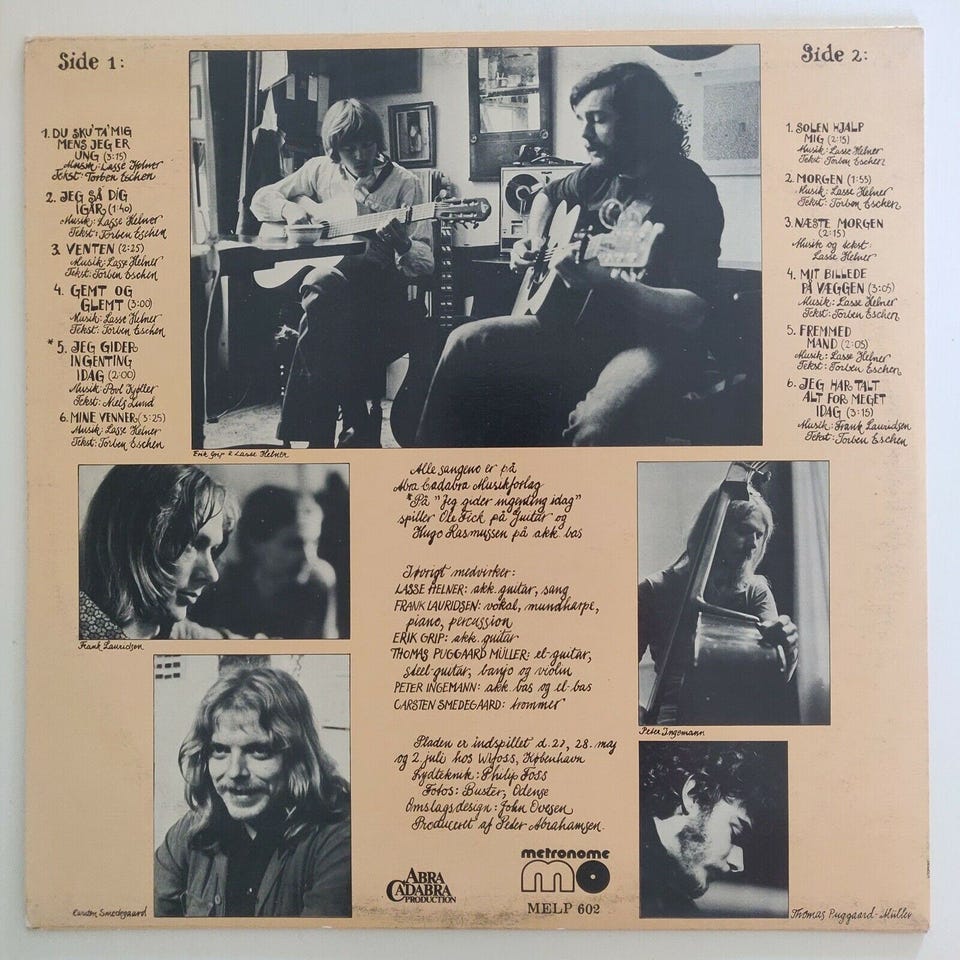 Side 1:
1. DU SKU' TA' MIG
MENS JEG ER
UNG (3:15)
Musik: Lasse Helner
Tekst: Torben Eschen
2. JEG SÅ DIG
IGÅR (1:40)
Musik: Lasse Helner
Tekst: Torben Eschen
3. VENTEN (2:25)
Musik: Lasse Helner
Tekst: Torben Eschen
4. GEMT OG
GLEMT (3:00)
Musik: Lasse Helner
Tekst: Torben Eschen
* 5. JEG GIDER
INGENTING
IDAG (2:00)
Musik: Povl Kjøller
Tekst: Niels Lund
6. MINE VENNER (3:25)
Musik: Lasse Helner
Tekst: Torben Eschen
Side 2:
1. SOLEN HJALP
MIG (2:15)
Musik: Lasse Helner
Tekst: Torben Eschen
2. MORGEN (1:55)
Musik: Lasse Helner
Tekst: Torben Eschen
3. NÆSTE MORGEN
(2:15)
Musik og tekst:
Lasse Helner
4. MIT BILLEDE
PÅ VÆGGEN (3:05)
Musik: Lasse Helner
Tekst: Torben Eschen
5. FREMMED
MAND (2:05)
Musik: Lasse Helner
Tekst: Torben Eschen
6. JEG HAR TALT
ALT FOR MEGET
IDAG (3:15)
Musik: Frank Lauridsen
Tekst: Torben Eschen
Erik Grip & Lasse Helner
Alle sangene er på
Abra Cadabra Musikforlag
*På "Jeg gider ingenting idag"
spiller Ole Fick på guitar og
Hugo Rasmussen på akk. bas
Iøvrigt medvirker:
LASSE HELNER: akk. guitar, sang
FRANK LAURIDSEN: vokal, mundharpe,
piano, percussion
ERIK GRIP: akk. guitar
THOMAS PUGGAARD MÜLLER: el-guitar,
steel-guitar, banjo og violin
PETER INGEMANN: akk. bas og el-bas
CARSTEN SMEDEGAARD: trommer
Pladen er indspillet d. 27, 28. maj
og 2. juli hos Wifoss, København
Lydteknik: Philip Foss
Fotos: Buster, Odense
Omslagsdesign: John Ovesen
Produceret af Peter Abrahamsen.
Frank Lauridsen
Peter Ingemann
Carsten Smedegaard
Thomas Puggaard-Müller
ABRA
CADABRA
PRODUCTION
metronome
MELP 602